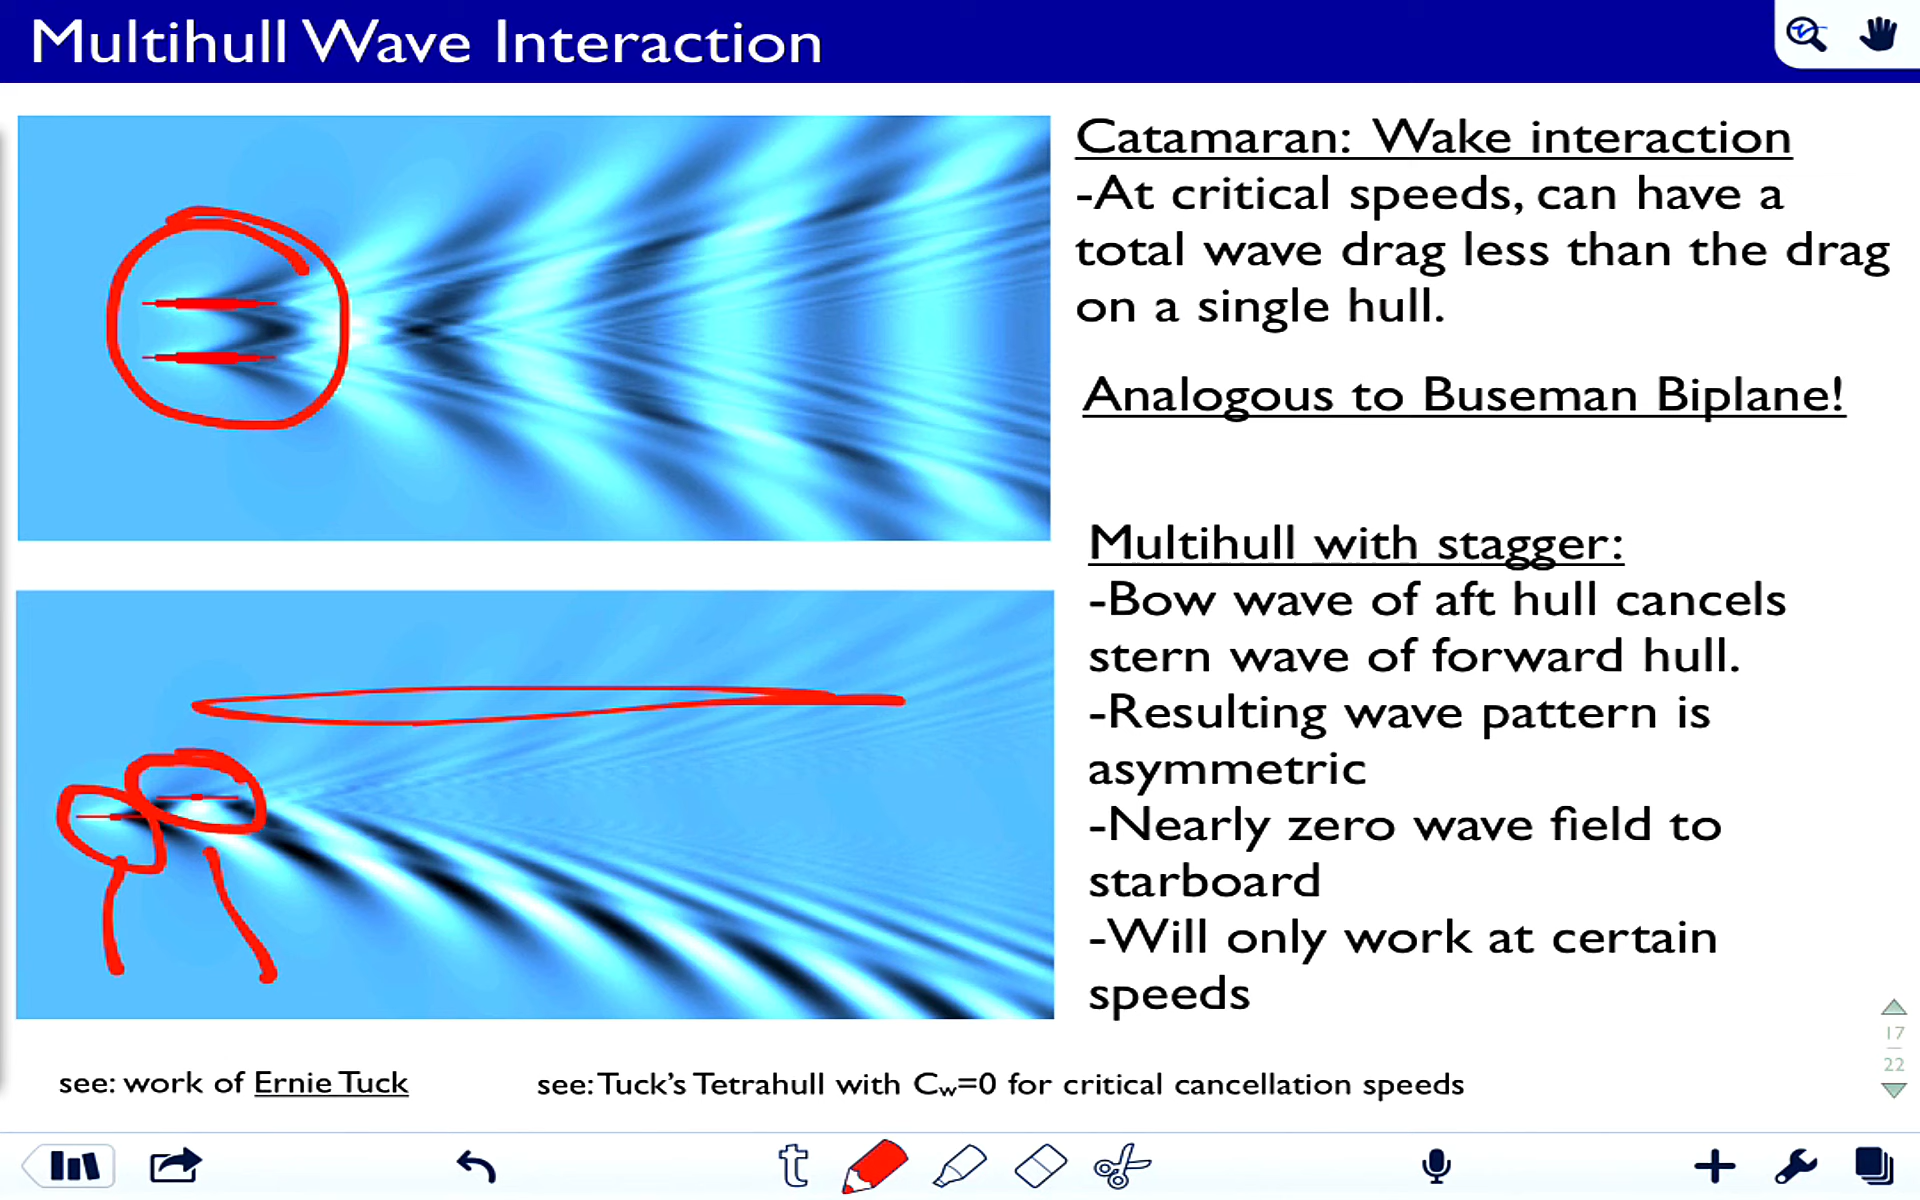 Multihull Wave Interaction
Catamaran: Wake interaction
-At critical speeds, can have a
total wave drag less than the drag
on a single hull.
Analogous to Buseman Biplane!
Multihull with stagger:
-Bow wave of aft hull cancels
stern wave of forward hull.
-Resulting wave pattern is
asymmetric
-Nearly zero wave field to
starboard
-Will only work at certain
speeds
17
22
see: work of Ernie Tuck
see: Tuck's Tetrahull with Cw=0 for critical cancellation speeds
t